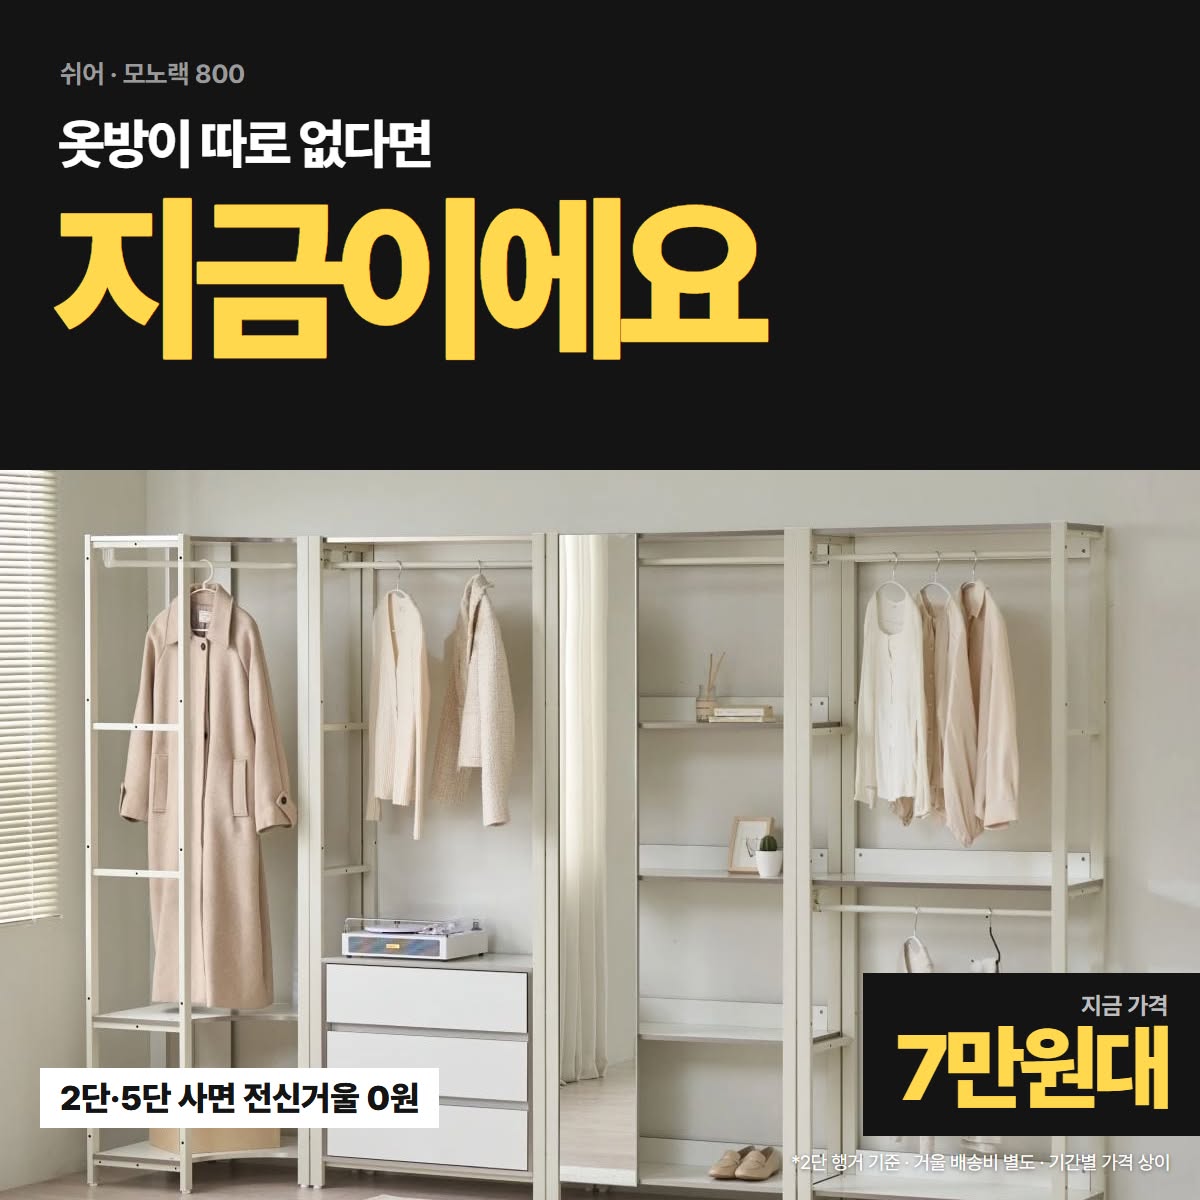 쉬어 · 모노랙 800
옷방이 따로 없다면
지금이에요
지금 가격
7만원대
2단·5단 사면 전신거울 0원
*2단 행거 기준 · 거울 배송비 별도 · 기간별 가격 상이